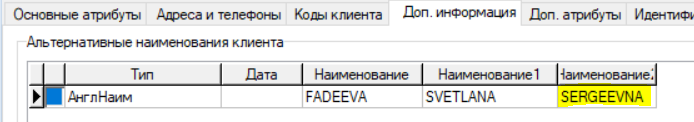 Основные атрибуты Адреса и телефоны Коды клиента Доп. информация Доп. атрибуты Идентифи
Альтернативные наименования клиента
Тип Дата Наименование Наименование1 Наименование2
АнглНаим FADEEVA SVETLANA SERGEEVNA